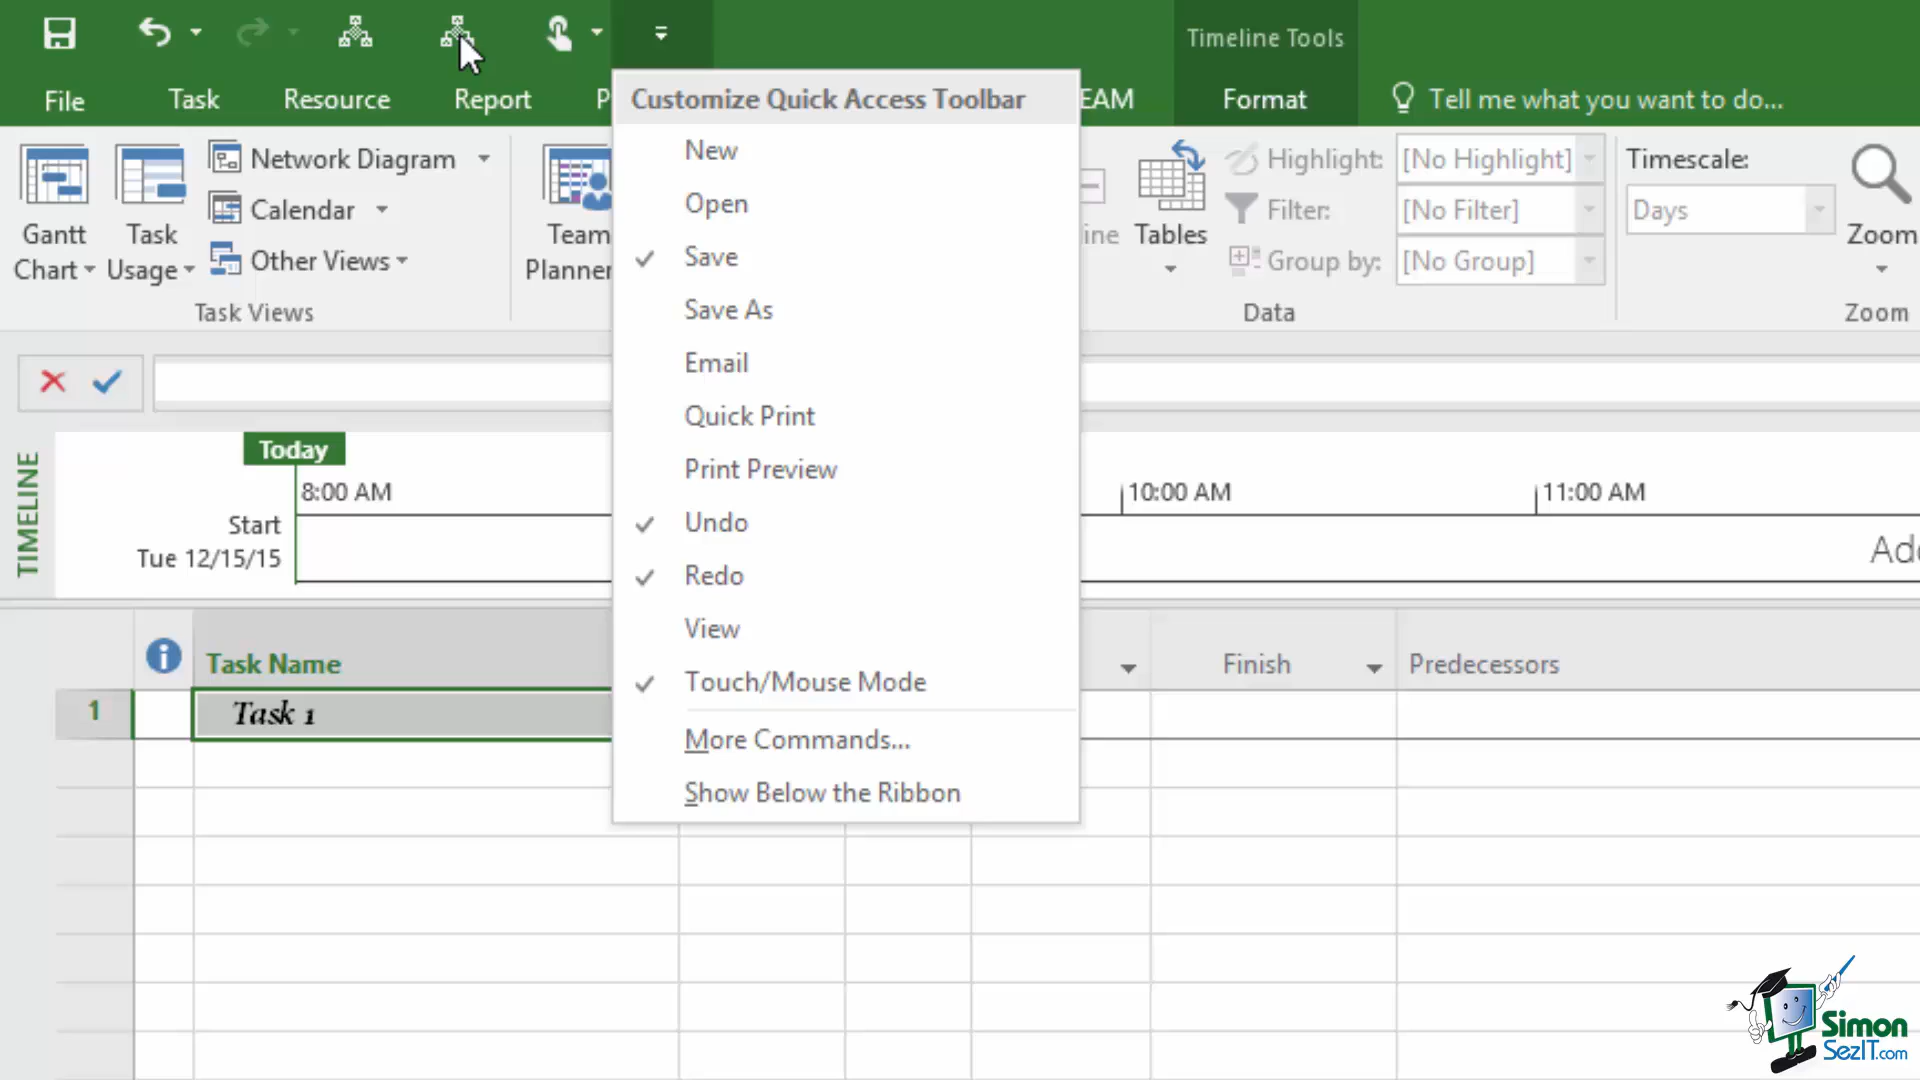 Timeline Tools
File
Task
Resource
Report
P
EAM
Format
Tell me what you want to do...
Customize Quick Access Toolbar
New
Open
Save
Save As
Email
Quick Print
Print Preview
Undo
Redo
View
Touch/Mouse Mode
More Commands...
Show Below the Ribbon
Gantt
Chart
Task
Usage
Network Diagram
Calendar
Other Views
Task Views
Team
Planner
ine
Tables
Highlight:
[No Highlight]
Filter:
[No Filter]
Group by:
[No Group]
Data
Timescale:
Days
Zoom
Zoom
TIMELINE
Today
8:00 AM
10:00 AM
11:00 AM
Start
Tue 12/15/15
Add
Task Name
Finish
Predecessors
1
Task 1
Simon
SezIT.com